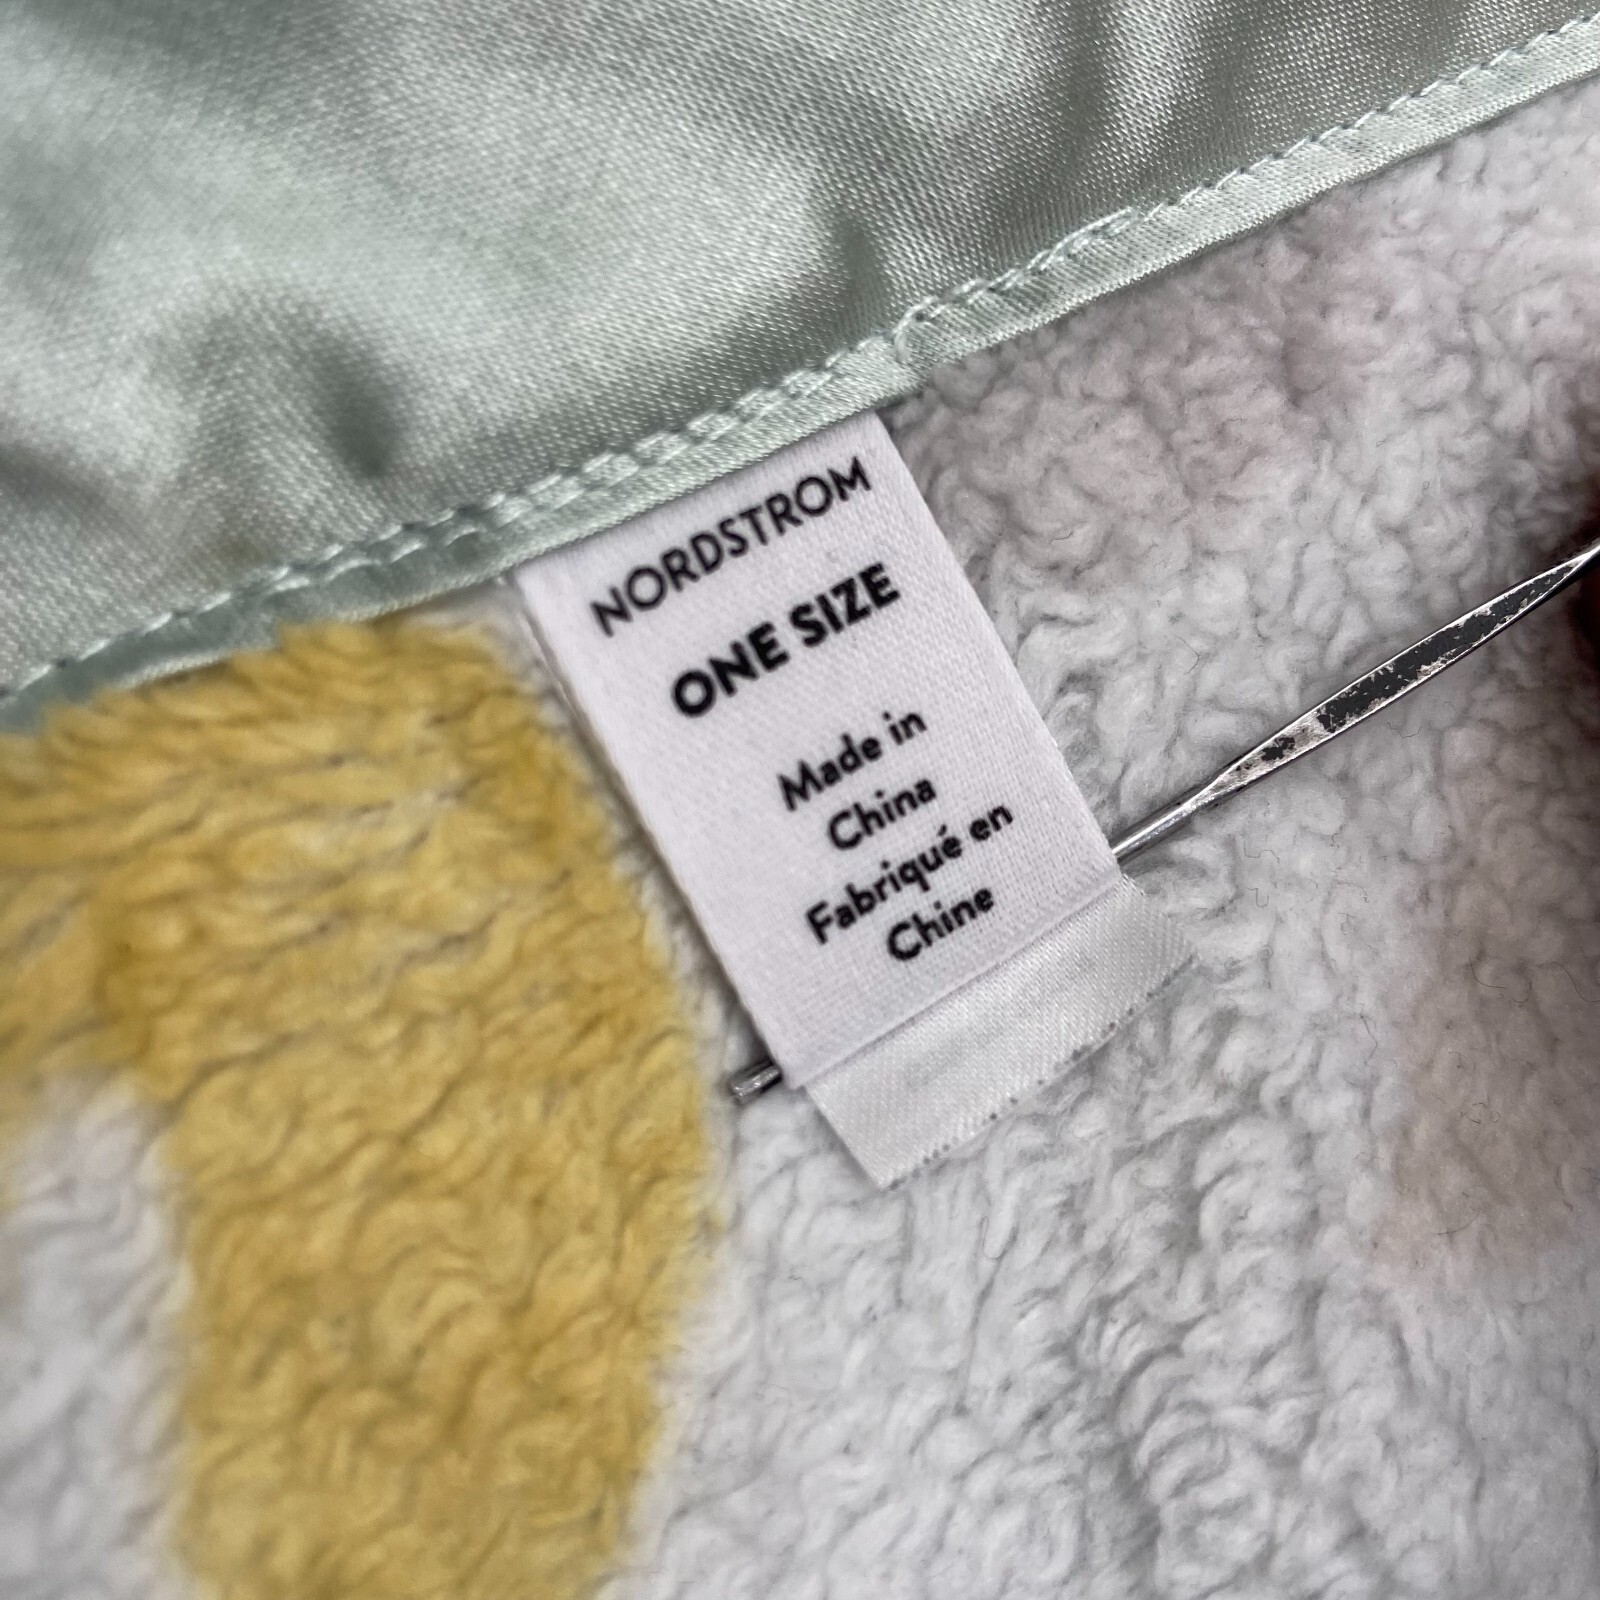 NORDSTROM
ONE SIZE
Made in
China
Fabriqué en
Chine